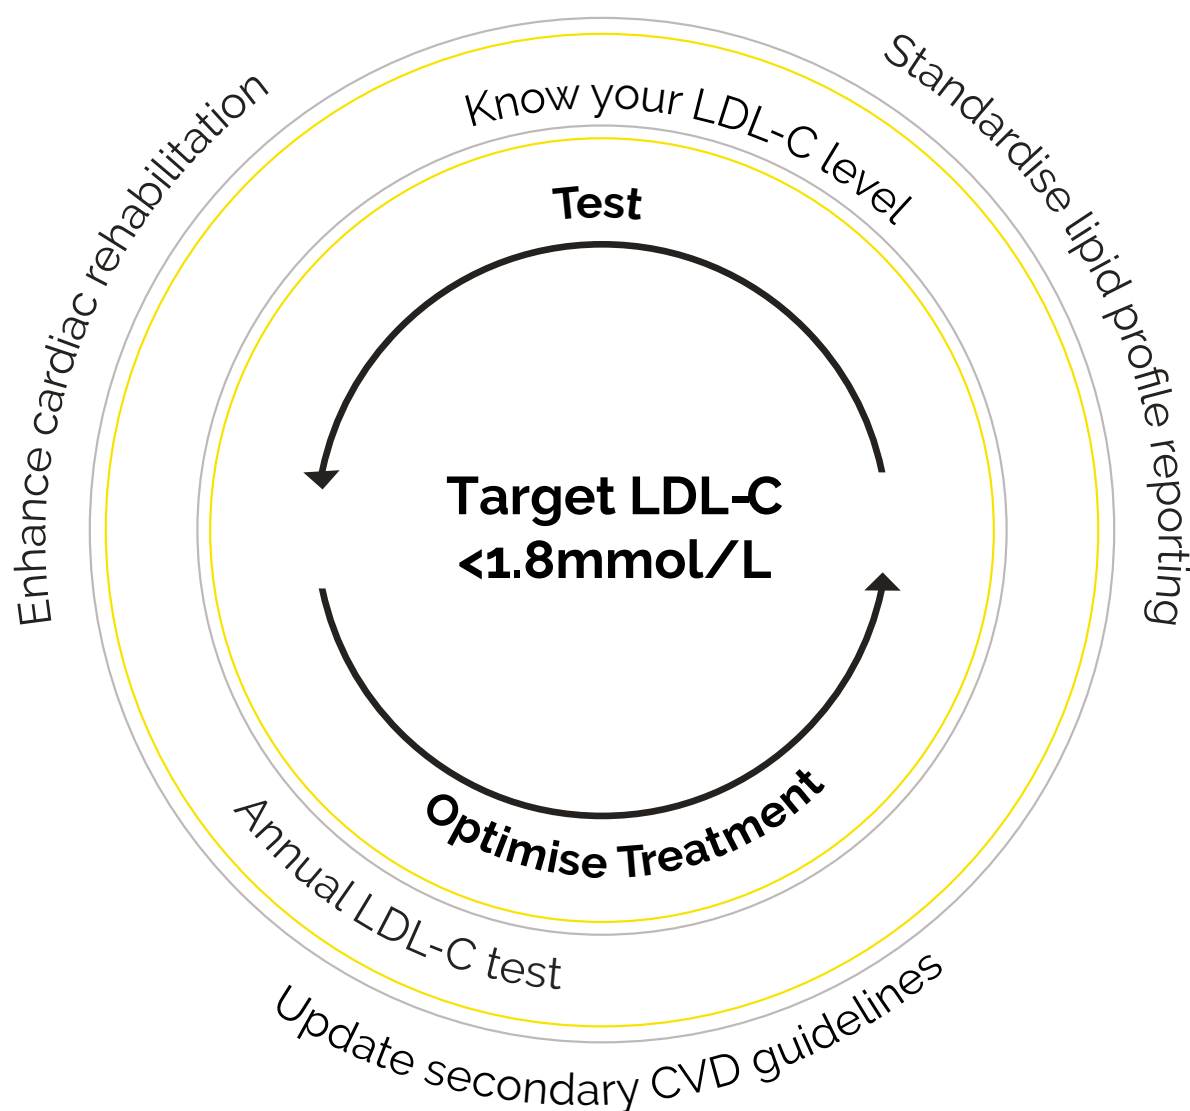 Enhance cardiac rehabilitation
Standardise lipid profile reporting
Know your LDL-C level
Test
Target LDL-C
<1.8mmol/L
Optimise Treatment
Annual LDL-C test
Update secondary CVD guidelines